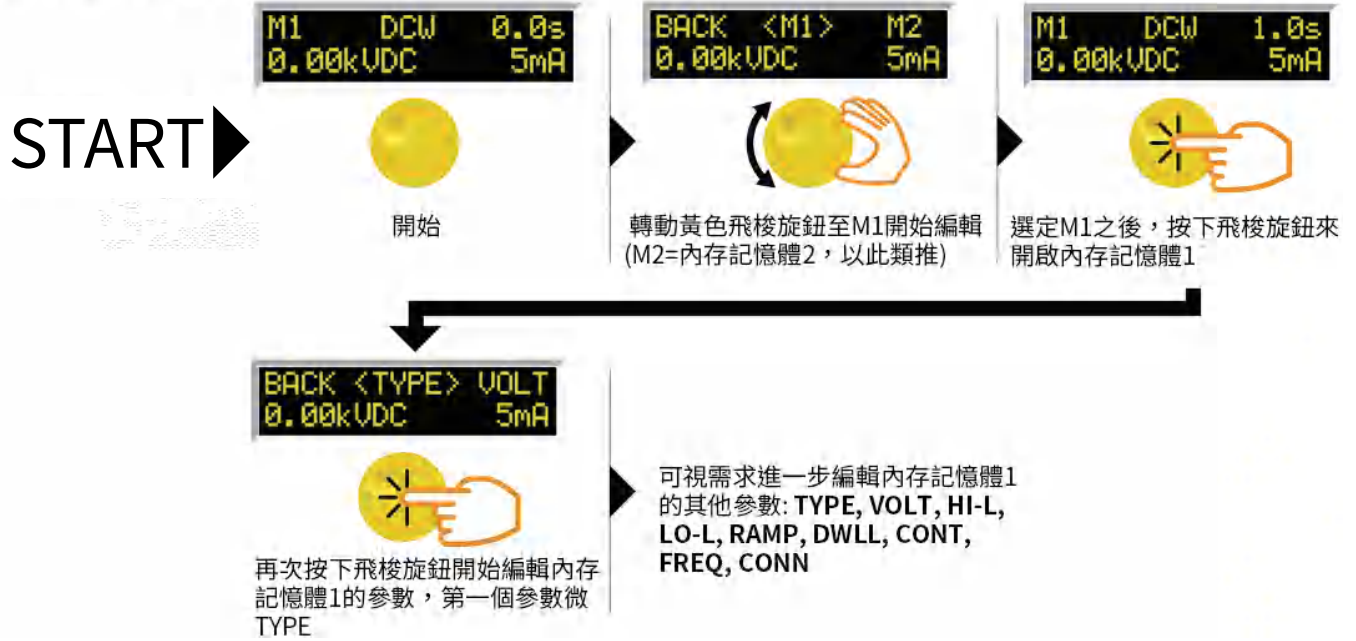 M1 DCW 0.0s
0.00kVDC 5mA
BACK <M1> M2
0.00kVDC 5mA
M1 DCW 1.0s
0.00kVDC 5mA
START
開始
轉動黃色飛梭旋鈕至M1開始編輯
(M2=內存記憶體2，以此類推)
選定M1之後，按下飛梭旋鈕來
開啟內存記憶體1
BACK <TYPE> VOLT
0.00kVDC 5mA
再次按下飛梭旋鈕開始編輯內存
記憶體1的參數，第一個參數微
TYPE
可視需求進一步編輯內存記憶體1
的其他參數: TYPE, VOLT, HI-L,
LO-L, RAMP, DWLL, CONT,
FREQ, CONN